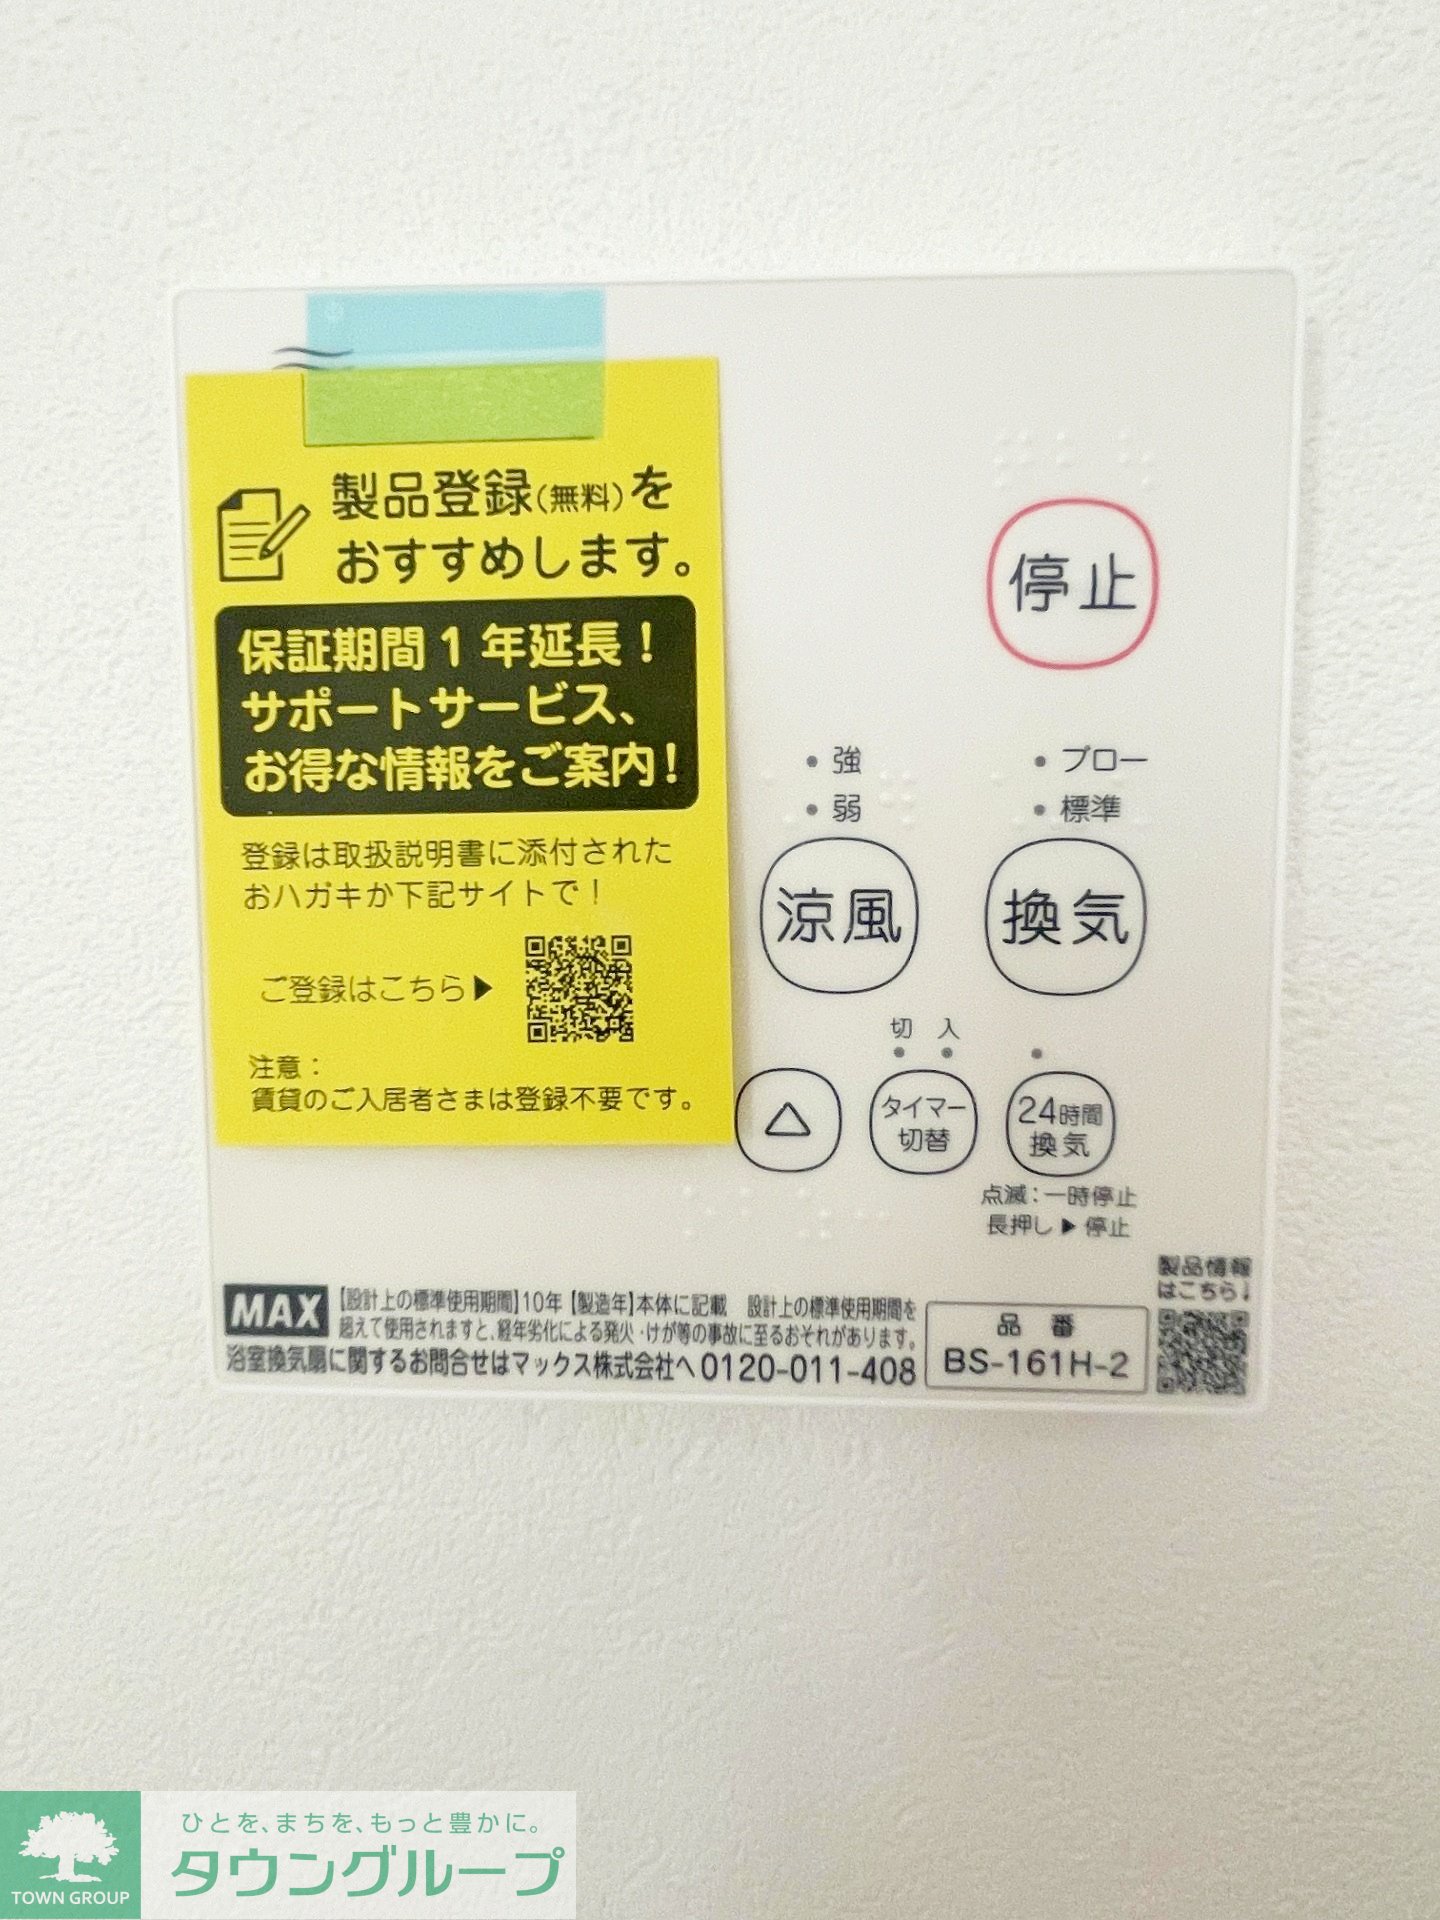 製品登録(無料)を
おすすめします。
保証期間1年延長!
サポートサービス、
お得な情報をご案内!
登録は取扱説明書に添付された
おハガキか下記サイトで!
ご登録はこちら▶
注意:
賃貸のご入居者さまは登録不要です。
停止
強
弱
涼風
ブロー
標準
換気
△
切 入
タイマー
切替
24時間
換気
点滅:一時停止
長押し▶停止
MAX
【設計上の標準使用期間】10年【製造年】本体に記載 設計上の標準使用期間を
超えて使用されますと、経年劣化による発火・けが等の事故に至るおそれがあります。
浴室換気扇に関するお問合せはマックス株式会社へ 0120-011-408
品番
BS-161H-2
製品情報
はこちら↓
TOWN GROUP
ひとを、まちを、もっと豊かに。
タウングループ